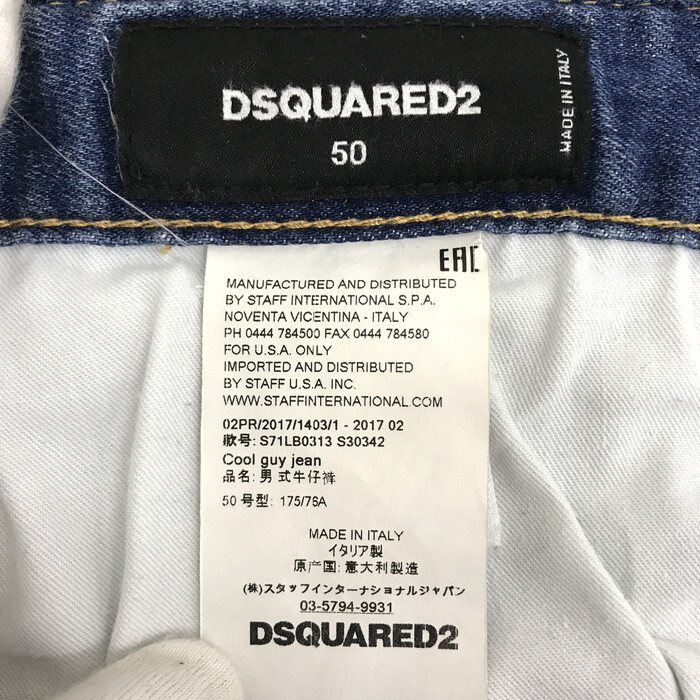 DSQUARED2
50
MADE IN ITALY
EAC
MANUFACTURED AND DISTRIBUTED
BY STAFF INTERNATIONAL S.P.A.
NOVENTA VICENTINA - ITALY
PH 0444 784500 FAX 0444 784580
FOR U.S.A. ONLY
IMPORTED AND DISTRIBUTED
BY STAFF U.S.A. INC.
WWW.STAFFINTERNATIONAL.COM
02PR/2017/1403/1 - 2017 02
款号: S71LB0313 S30342
Cool guy jean
品名: 男式牛仔裤
50 号型: 175/76A
MADE IN ITALY
イタリア製
原产国: 意大利製造
(株)スタッフインターナショナルジャパン
03-5794-9931
DSQUARED2